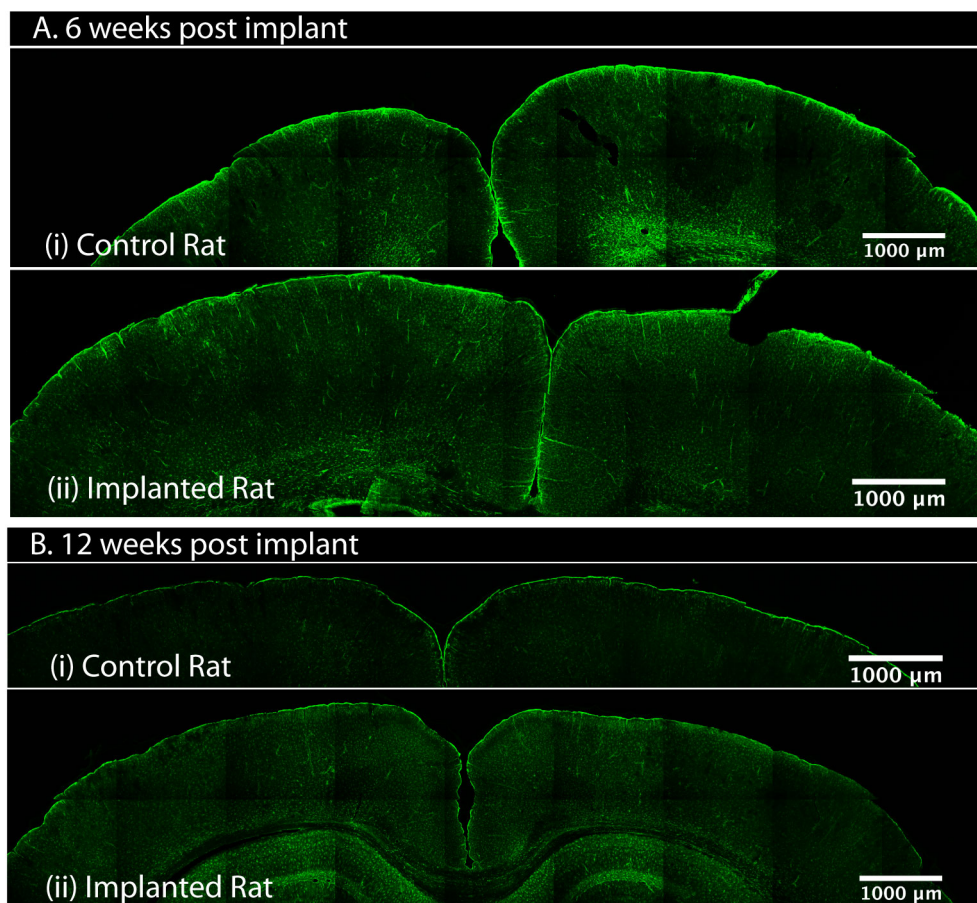 A. 6 weeks post implant
(i) Control Rat
1000 µm
(ii) Implanted Rat
1000 µm
B. 12 weeks post implant
(i) Control Rat
1000 µm
(ii) Implanted Rat
1000 µm